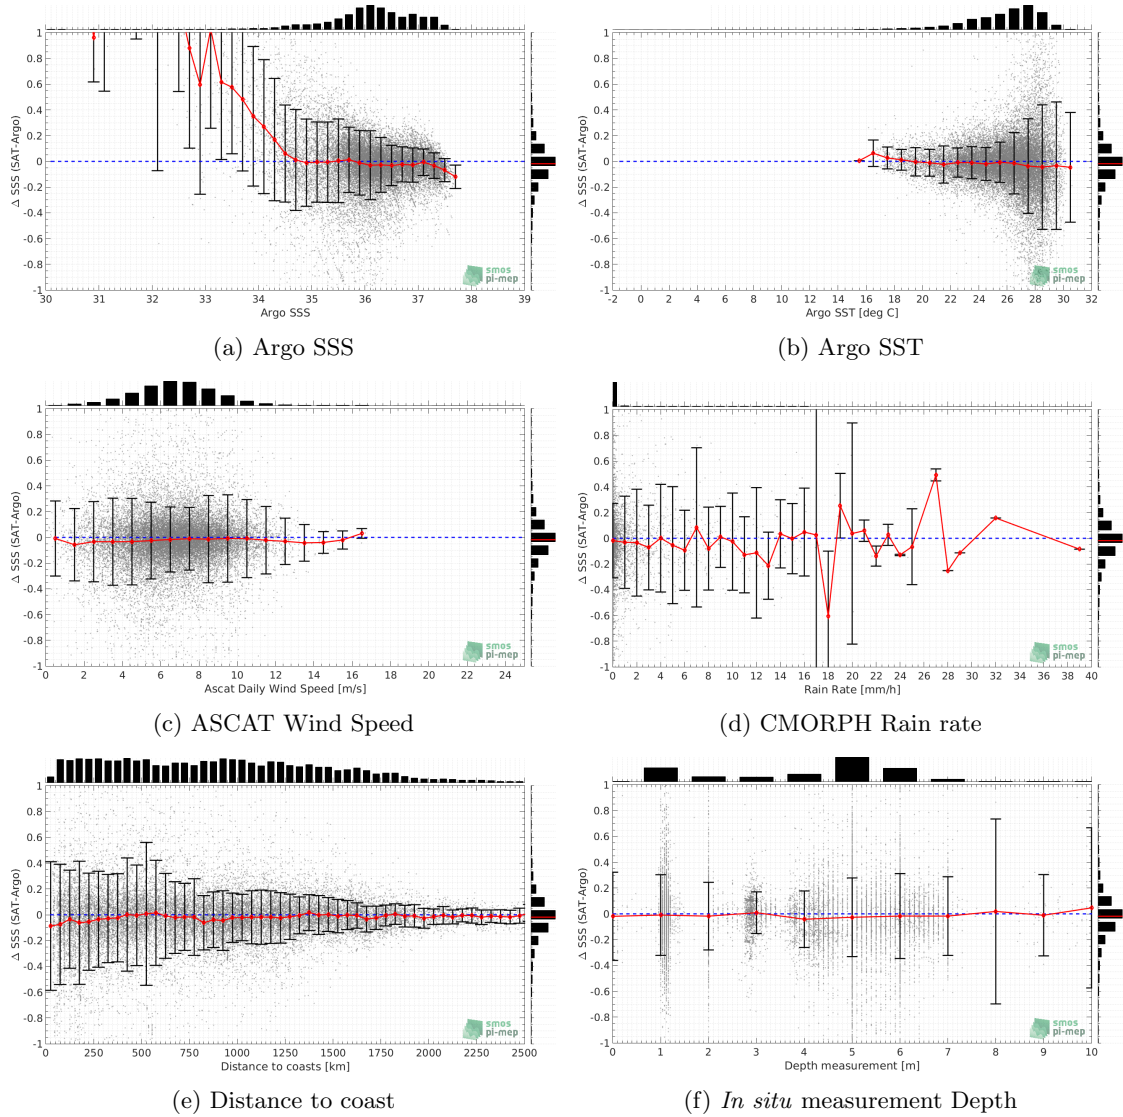 1
0.8
0.6
0.4
0.2
0
-0.2
-0.4
-0.6
-0.8
-1
Δ SSS (SAT-Argo)
30 31 32 33 34 35 36 37 38 39
Argo SSS
smos
pi-mep
(a) Argo SSS
1
0.8
0.6
0.4
0.2
0
-0.2
-0.4
-0.6
-0.8
-1
Δ SSS (SAT-Argo)
-2 0 2 4 6 8 10 12 14 16 18 20 22 24 26 28 30 32
Argo SST [deg C]
smos
pi-mep
(b) Argo SST
1
0.8
0.6
0.4
0.2
0
-0.2
-0.4
-0.6
-0.8
-1
Δ SSS (SAT-Argo)
0 2 4 6 8 10 12 14 16 18 20 22 24
Ascat Daily Wind Speed [m/s]
smos
pi-mep
(c) ASCAT Wind Speed
1
0.8
0.6
0.4
0.2
0
-0.2
-0.4
-0.6
-0.8
-1
Δ SSS (SAT-Argo)
0 2 4 6 8 10 12 14 16 18 20 22 24 26 28 30 32 34 36 38 40
Rain Rate [mm/h]
smos
pi-mep
(d) CMORPH Rain rate
1
0.8
0.6
0.4
0.2
0
-0.2
-0.4
-0.6
-0.8
-1
Δ SSS (SAT-Argo)
0 250 500 750 1000 1250 1500 1750 2000 2250 2500
Distance to coasts [km]
smos
pi-mep
(e) Distance to coast
1
0.8
0.6
0.4
0.2
0
-0.2
-0.4
-0.6
-0.8
-1
Δ SSS (SAT-Argo)
0 1 2 3 4 5 6 7 8 9 10
Depth measurement [m]
smos
pi-mep
(f) In situ measurement Depth